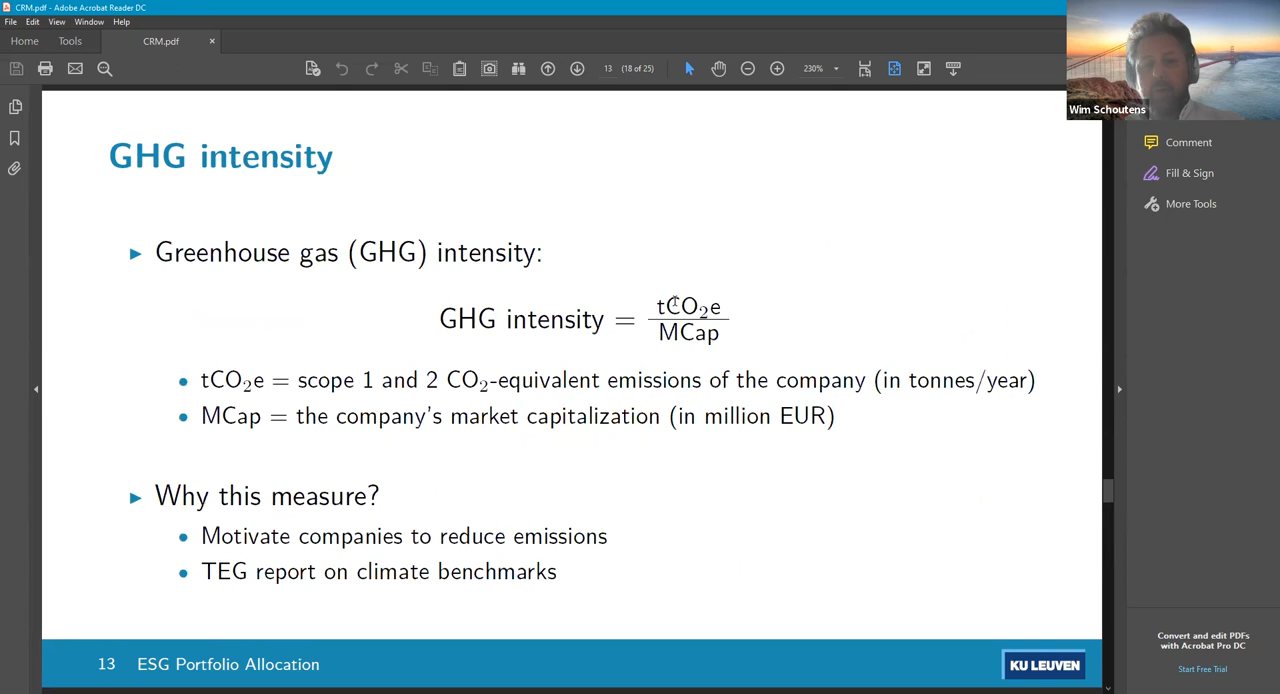 CRM.pdf - Adobe Acrobat Reader DC
File Edit View Window Help
Home Tools CRM.pdf ×
13 (18 of 25) 230%
Wim Schoutens
Comment
Fill & Sign
More Tools
GHG intensity
Greenhouse gas (GHG) intensity:
GHG intensity = tCO₂e / MCap
tCO₂e = scope 1 and 2 CO₂-equivalent emissions of the company (in tonnes/year)
MCap = the company's market capitalization (in million EUR)
Why this measure?
Motivate companies to reduce emissions
TEG report on climate benchmarks
13 ESG Portfolio Allocation
KU LEUVEN
Convert and edit PDFs
with Acrobat Pro DC
Start Free Trial